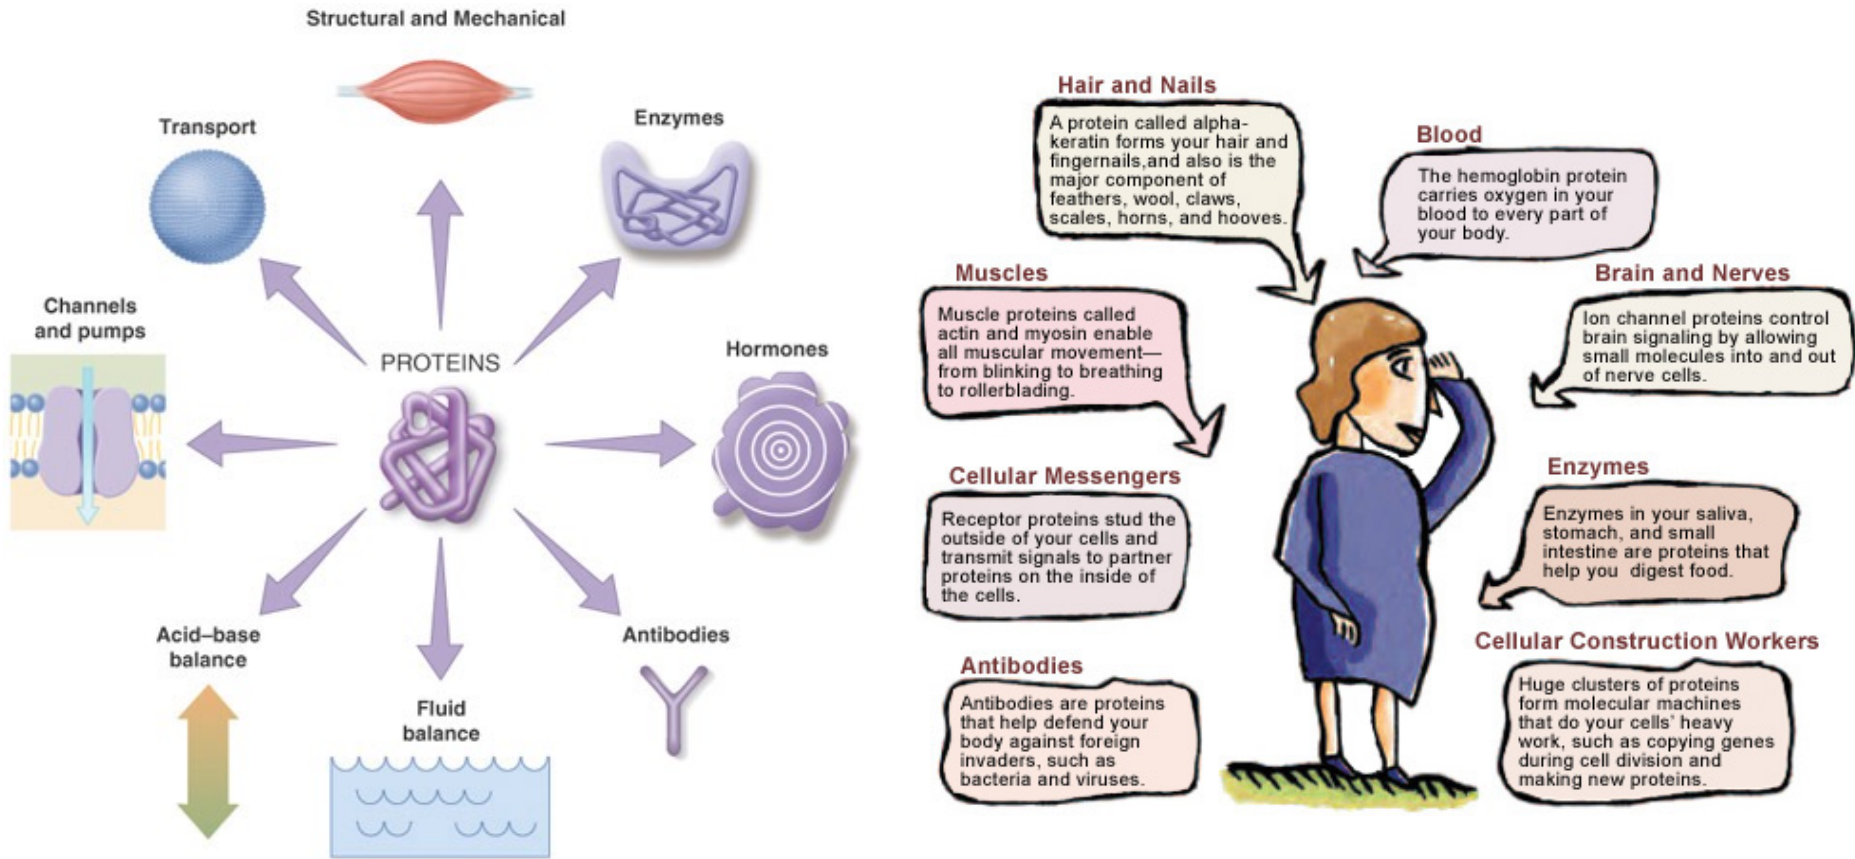 Structural and Mechanical
Transport
Enzymes
Channels
and pumps
PROTEINS
Hormones
Acid–base
balance
Fluid
balance
Antibodies
Hair and Nails
A protein called alpha-
keratin forms your hair and
fingernails,and also is the
major component of
feathers, wool, claws,
scales, horns, and hooves.
Blood
The hemoglobin protein
carries oxygen in your
blood to every part of
your body.
Muscles
Muscle proteins called
actin and myosin enable
all muscular movement—
from blinking to breathing
to rollerblading.
Brain and Nerves
Ion channel proteins control
brain signaling by allowing
small molecules into and out
of nerve cells.
Cellular Messengers
Receptor proteins stud the
outside of your cells and
transmit signals to partner
proteins on the inside of
the cells.
Enzymes
Enzymes in your saliva,
stomach, and small
intestine are proteins that
help you digest food.
Antibodies
Antibodies are proteins
that help defend your
body against foreign
invaders, such as
bacteria and viruses.
Cellular Construction Workers
Huge clusters of proteins
form molecular machines
that do your cells' heavy
work, such as copying genes
during cell division and
making new proteins.